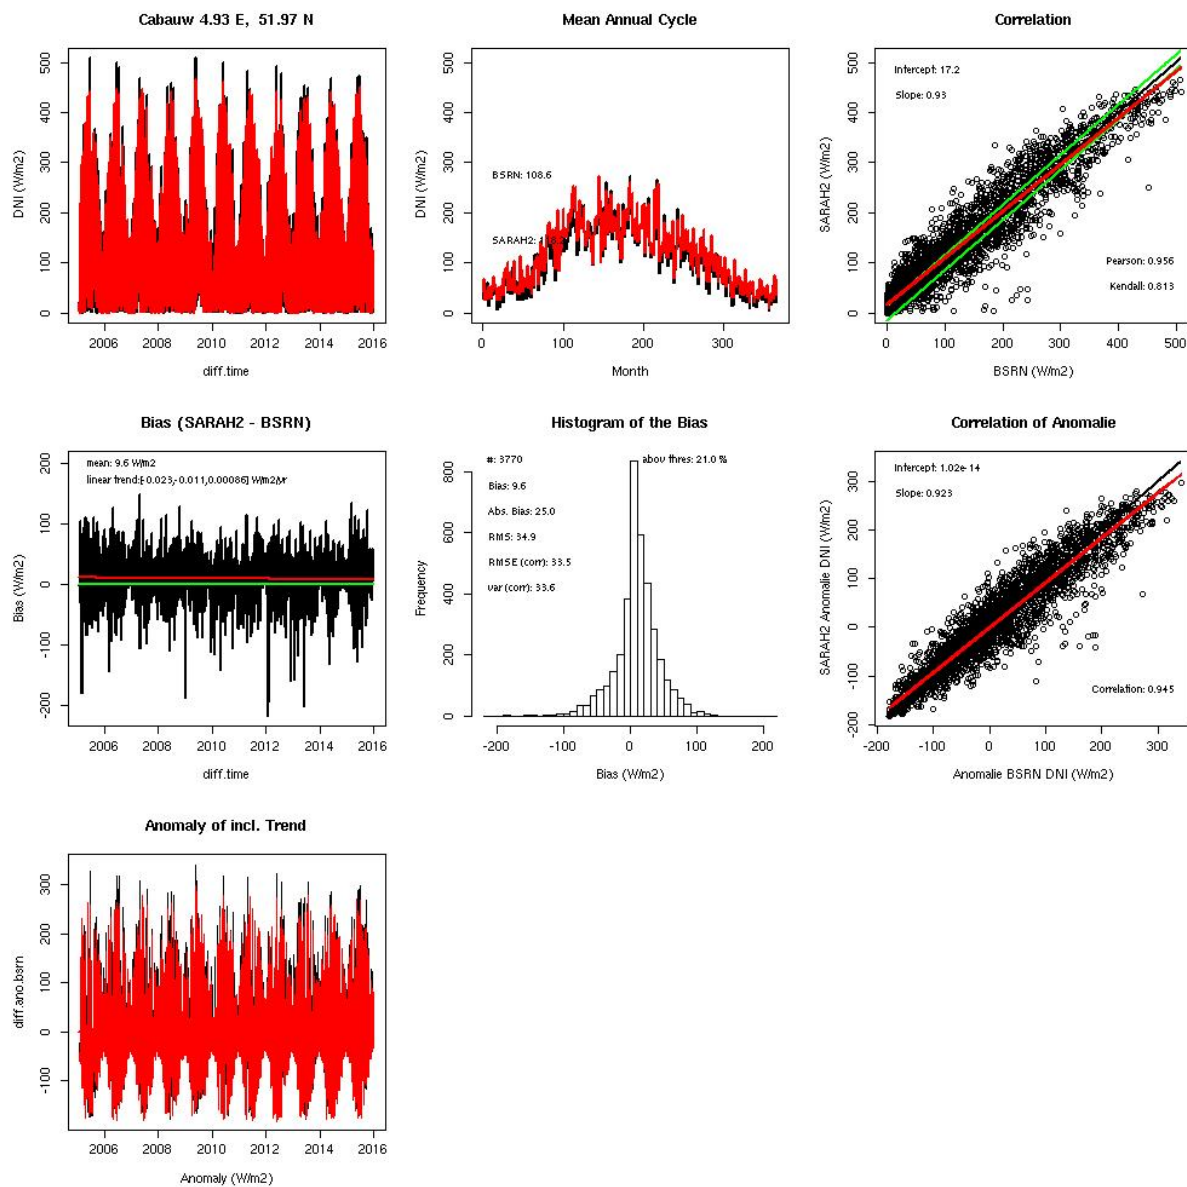 Cabauw 4.93 E, 51.97 N
DNI (W/m2)
0 100 200 300 400 500
2006 2008 2010 2012 2014 2016
diff.time
Mean Annual Cycle
DNI (W/m2)
0 100 200 300 400 500
BSRN: 108.6
SARAH2:
0 100 200 300
Month
Correlation
SARAH2 (W/m2)
0 100 200 300 400 500
Intercept: 17.2
Slope: 0.93
Pearson: 0.956
Kendall: 0.813
0 100 200 300 400 500
BSRN (W/m2)
Bias (SARAH2 - BSRN)
Bias (W/m2)
-200 -100 0 100 200
mean: 9.6 W/m2
linear trend:[-0.023,-0.011,0.00086] W/m2/yr
2006 2008 2010 2012 2014 2016
diff.time
Histogram of the Bias
Frequency
0 200 400 600 800
#: 3770
abov thres: 21.0 %
Bias: 9.6
Abs. Bias: 25.0
RMS: 34.9
RMSE (corr): 33.5
var (corr): 33.6
-200 -100 0 100 200
Bias (W/m2)
Correlation of Anomalie
SARAH2 Anomalie DNI (W/m2)
-200 -100 0 100 200 300
Intercept: 1.02e-14
Slope: 0.923
Correlation: 0.945
-200 -100 0 100 200 300
Anomalie BSRN DNI (W/m2)
Anomaly of incl. Trend
diff.ano.bsrn
-100 0 100 200 300
2006 2008 2010 2012 2014 2016
Anomaly (W/m2)